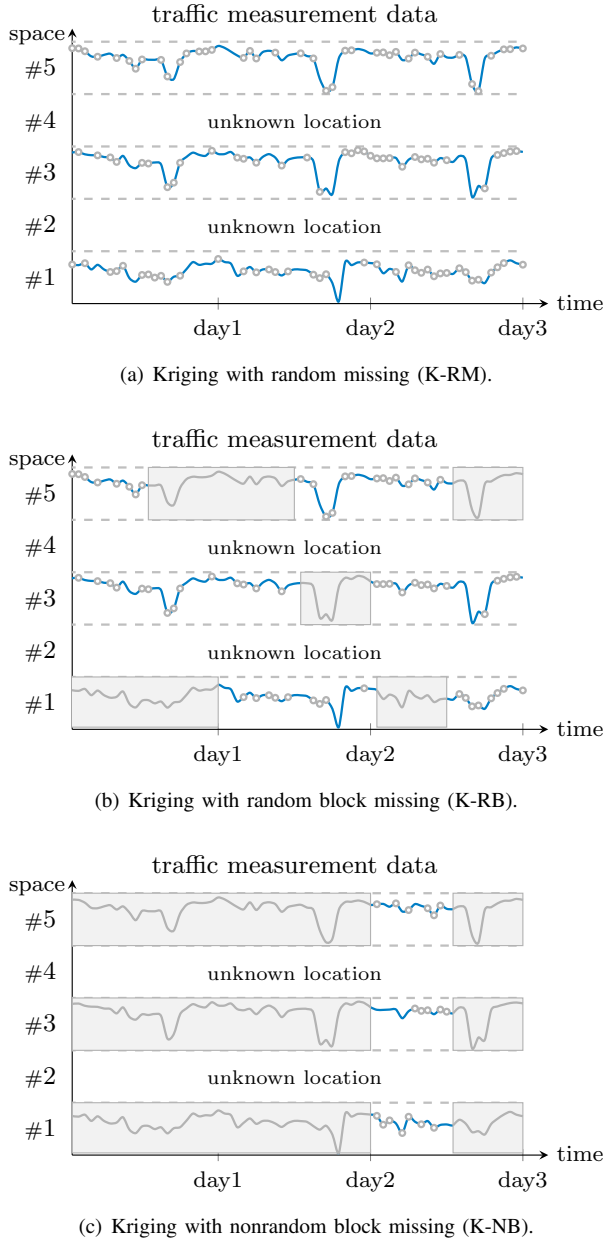 traffic measurement data
space
#5
#4 unknown location
#3
#2 unknown location
#1
time
day1 day2 day3
(a) Kriging with random missing (K-RM).
traffic measurement data
space
#5
#4 unknown location
#3
#2 unknown location
#1
time
day1 day2 day3
(b) Kriging with random block missing (K-RB).
traffic measurement data
space
#5
#4 unknown location
#3
#2 unknown location
#1
time
day1 day2 day3
(c) Kriging with nonrandom block missing (K-NB).